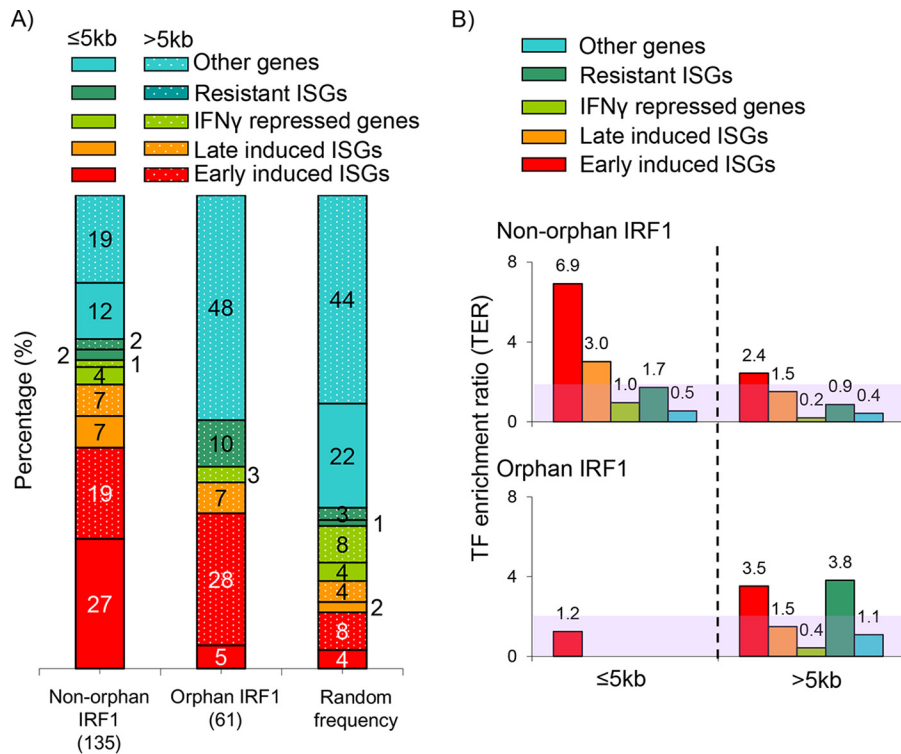 A)
≤5kb >5kb
Other genes
Resistant ISGs
IFNγ repressed genes
Late induced ISGs
Early induced ISGs
Percentage (%)
19
12
2
2
1
4
7
7
19
27
48
10
3
7
28
5
44
22
3
1
8
4
4
2
8
4
Non-orphan
IRF1
(135)
Orphan IRF1
(61)
Random
frequency
B)
Other genes
Resistant ISGs
IFNγ repressed genes
Late induced ISGs
Early induced ISGs
TF enrichment ratio (TER)
Non-orphan IRF1
8
4
0
6.9
3.0
1.0
1.7
0.5
2.4
1.5
0.2
0.9
0.4
Orphan IRF1
8
4
0
1.2
3.5
1.5
0.4
3.8
1.1
≤5kb >5kb